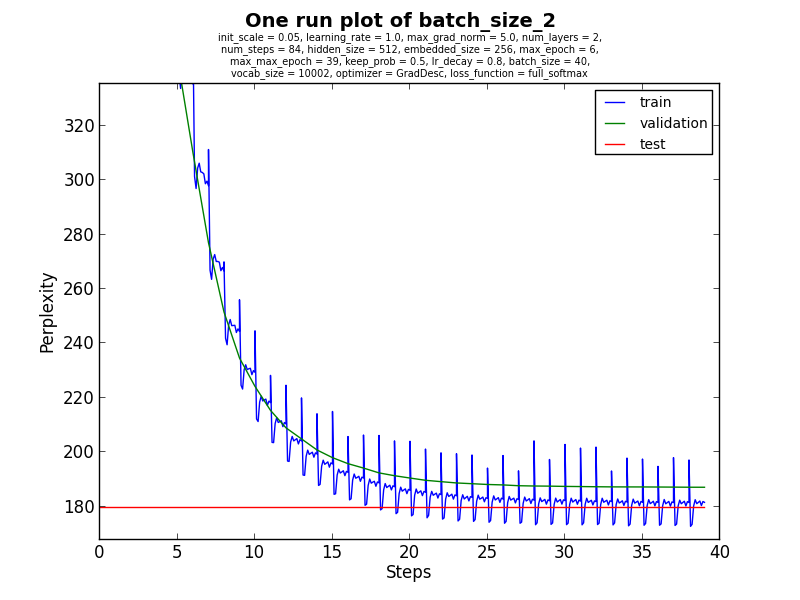 One run plot of batch_size_2
init_scale = 0.05, learning_rate = 1.0, max_grad_norm = 5.0, num_layers = 2,
num_steps = 84, hidden_size = 512, embedded_size = 256, max_epoch = 6,
max_max_epoch = 39, keep_prob = 0.5, lr_decay = 0.8, batch_size = 40,
vocab_size = 10002, optimizer = GradDesc, loss_function = full_softmax
train
validation
test
320
300
280
260
240
220
200
180
Perplexity
0 5 10 15 20 25 30 35 40
Steps